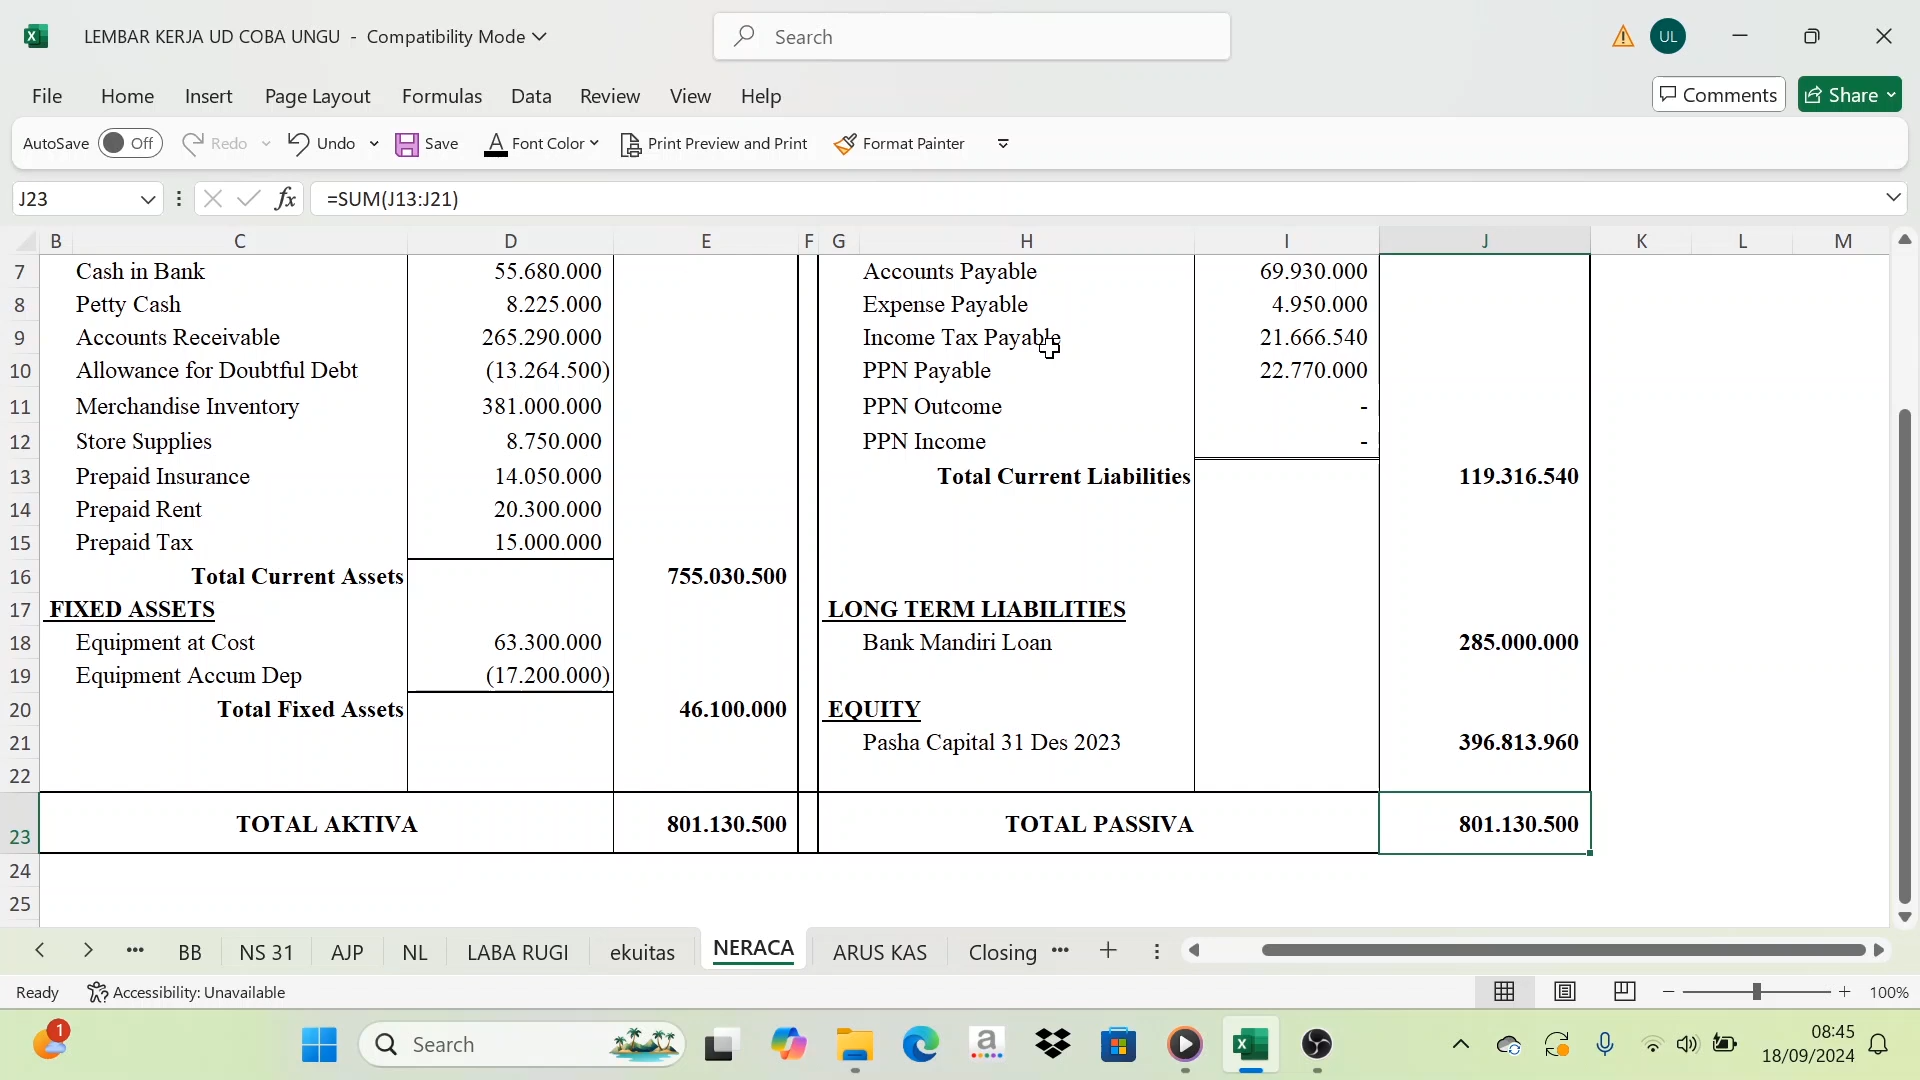 LEMBAR KERJA UD COBA UNGU - Compatibility Mode
Search
UL
File Home Insert Page Layout Formulas Data Review View Help
Comments Share
AutoSave Off Redo Undo Save A Font Color Print Preview and Print Format Painter
J23 fx =SUM(J13:J21)
B C D E F G H I J K L M
7 Cash in Bank 55.680.000 Accounts Payable 69.930.000
8 Petty Cash 8.225.000 Expense Payable 4.950.000
9 Accounts Receivable 265.290.000 Income Tax Payable 21.666.540
10 Allowance for Doubtful Debt (13.264.500) PPN Payable 22.770.000
11 Merchandise Inventory 381.000.000 PPN Outcome -
12 Store Supplies 8.750.000 PPN Income -
13 Prepaid Insurance 14.050.000 Total Current Liabilities 119.316.540
14 Prepaid Rent 20.300.000
15 Prepaid Tax 15.000.000
16 Total Current Assets 755.030.500
17 FIXED ASSETS LONG TERM LIABILITIES
18 Equipment at Cost 63.300.000 Bank Mandiri Loan 285.000.000
19 Equipment Accum Dep (17.200.000)
20 Total Fixed Assets 46.100.000 EQUITY
21 Pasha Capital 31 Des 2023 396.813.960
22
23 TOTAL AKTIVA 801.130.500 TOTAL PASSIVA 801.130.500
24
25
... BB NS 31 AJP NL LABA RUGI ekuitas NERACA ARUS KAS Closing ... +
Ready Accessibility: Unavailable - + 100%
1 Search a 08:45
18/09/2024